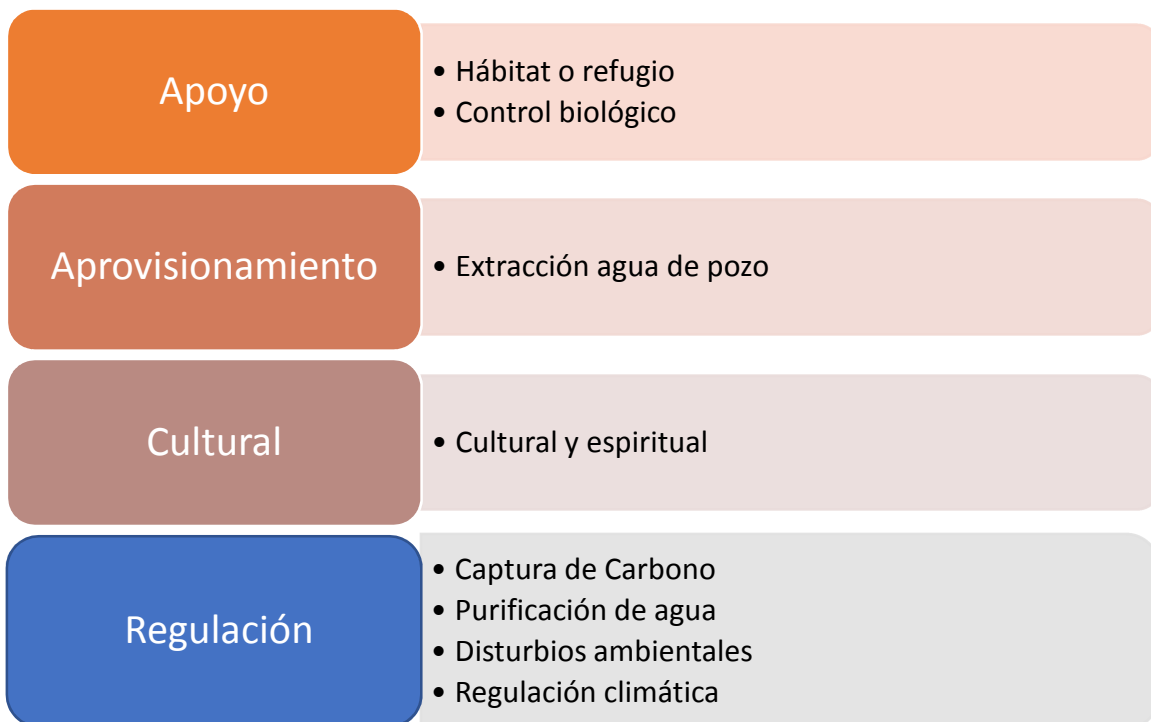 Apoyo
• Hábitat o refugio
• Control biológico
Aprovisionamiento
• Extracción agua de pozo
Cultural
• Cultural y espiritual
Regulación
• Captura de Carbono
• Purificación de agua
• Disturbios ambientales
• Regulación climática